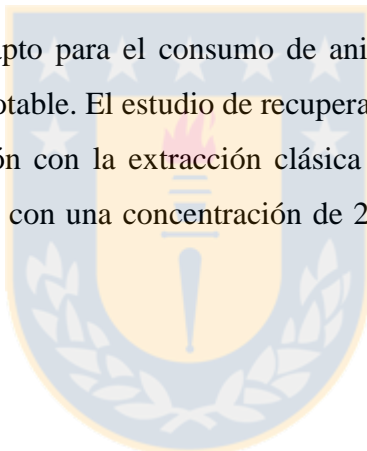 apto para el consumo de ani
otable. El estudio de recupera
ón con la extracción clásica
con una concentración de 2